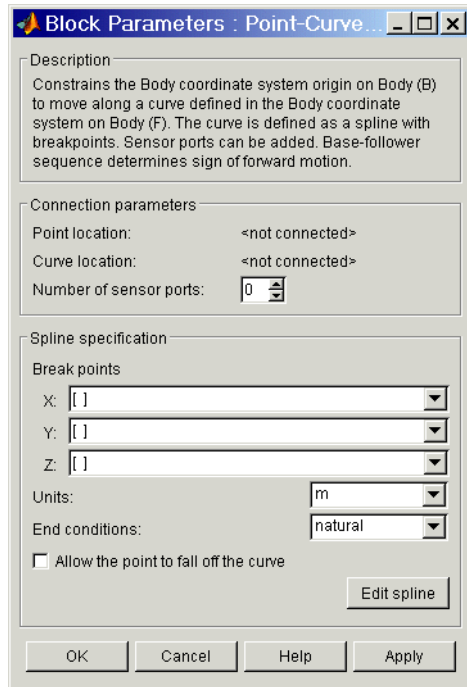 Block Parameters : Point-Curve...
Description
Constrains the Body coordinate system origin on Body (B)
to move along a curve defined in the Body coordinate
system on Body (F). The curve is defined as a spline with
breakpoints. Sensor ports can be added. Base-follower
sequence determines sign of forward motion.
Connection parameters
Point location: <not connected>
Curve location: <not connected>
Number of sensor ports: 0
Spline specification
Break points
X: [ ]
Y: [ ]
Z: [ ]
Units: m
End conditions: natural
Allow the point to fall off the curve
Edit spline
OK Cancel Help Apply